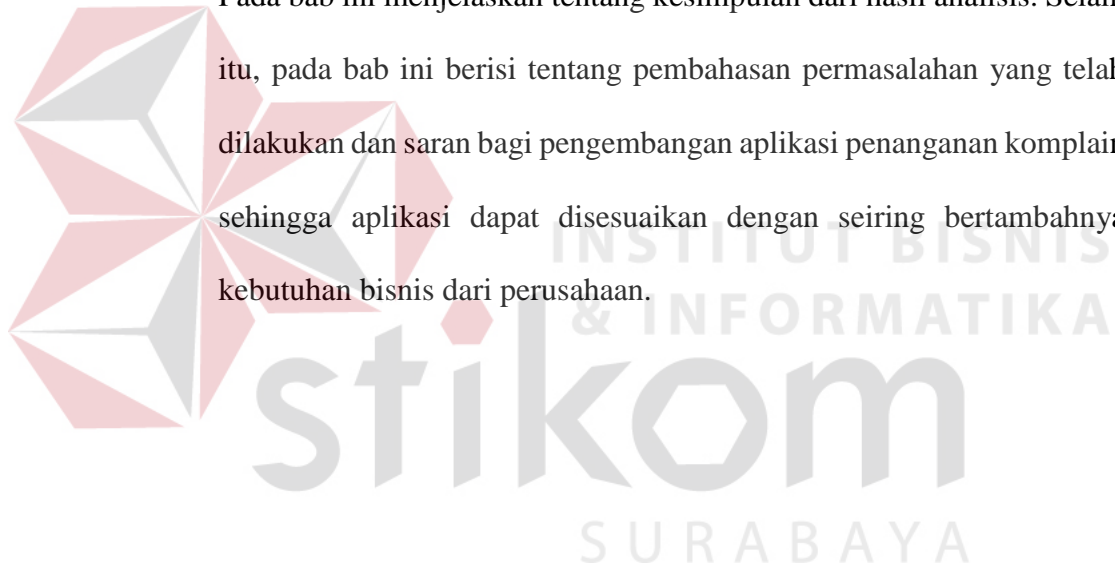 Pada bab ini menjelaskan tentang kesimpulan dari hasil analisis. Selain
itu, pada bab ini berisi tentang pembahasan permasalahan yang telah
dilakukan dan saran bagi pengembangan aplikasi penanganan komplain
sehingga aplikasi dapat disesuaikan dengan seiring bertambahnya
kebutuhan bisnis dari perusahaan.
INSTITUT BISNIS
& INFORMATIKA
stikom
SURABAYA